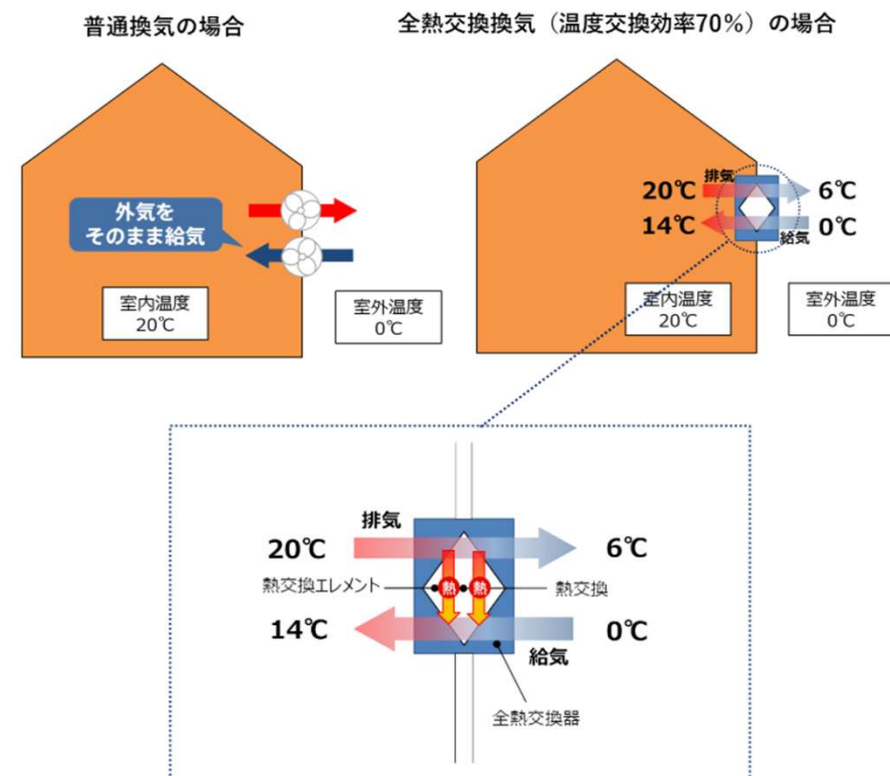 普通換気の場合
全熱交換換気（温度交換効率70%）の場合
外気を
そのまま給気
室内温度
20℃
室外温度
0℃
排気
20℃
6℃
14℃
0℃
給気
室内温度
20℃
室外温度
0℃
排気
20℃
6℃
熱交換エレメント
熱
熱
熱交換
14℃
0℃
給気
全熱交換器